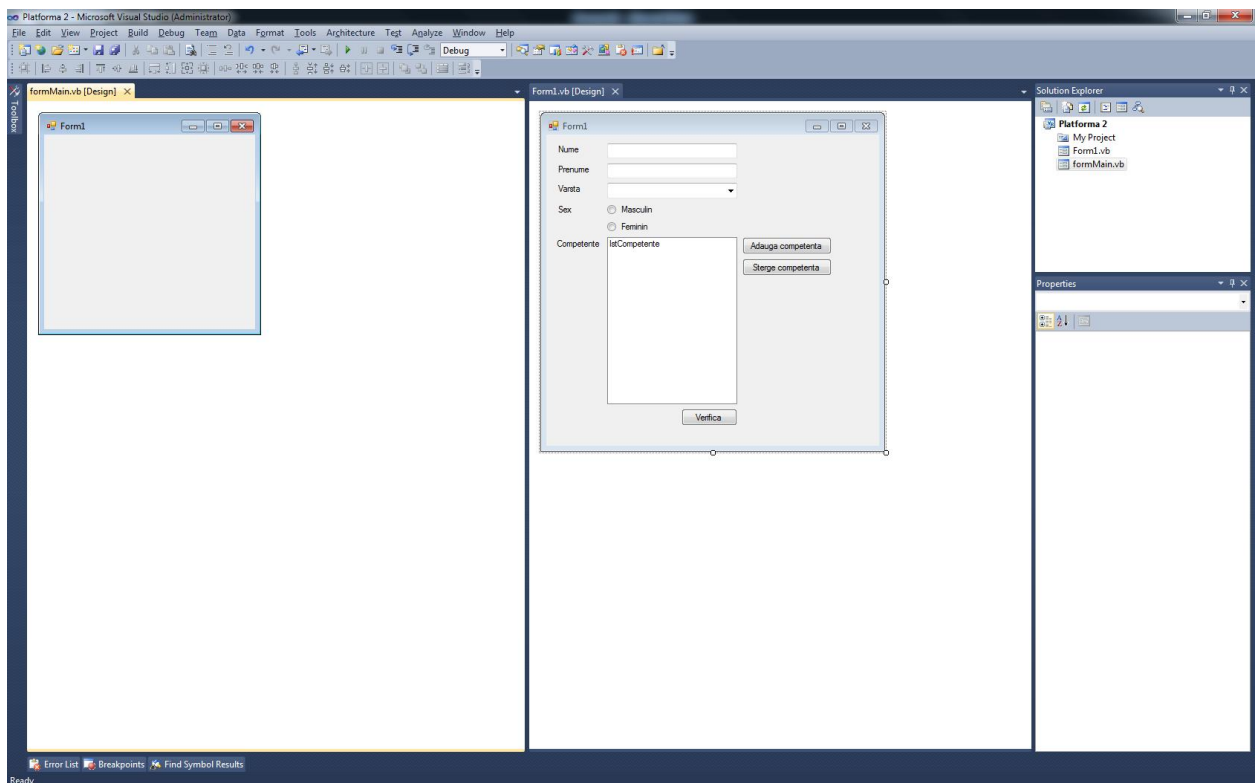 Platforma 2 - Microsoft Visual Studio (Administrator)
File Edit View Project Build Debug Team Data Format Tools Architecture Test Analyze Window Help
Debug
Toolbox
formMain.vb [Design]
Form1
Form1.vb [Design]
Form1
Nume
Prenume
Varsta
Sex Masculin
Feminin
Competente lstCompetente
Adauga competenta
Sterge competenta
Verifica
Solution Explorer
Platforma 2
My Project
Form1.vb
formMain.vb
Properties
Error List Breakpoints Find Symbol Results
Ready